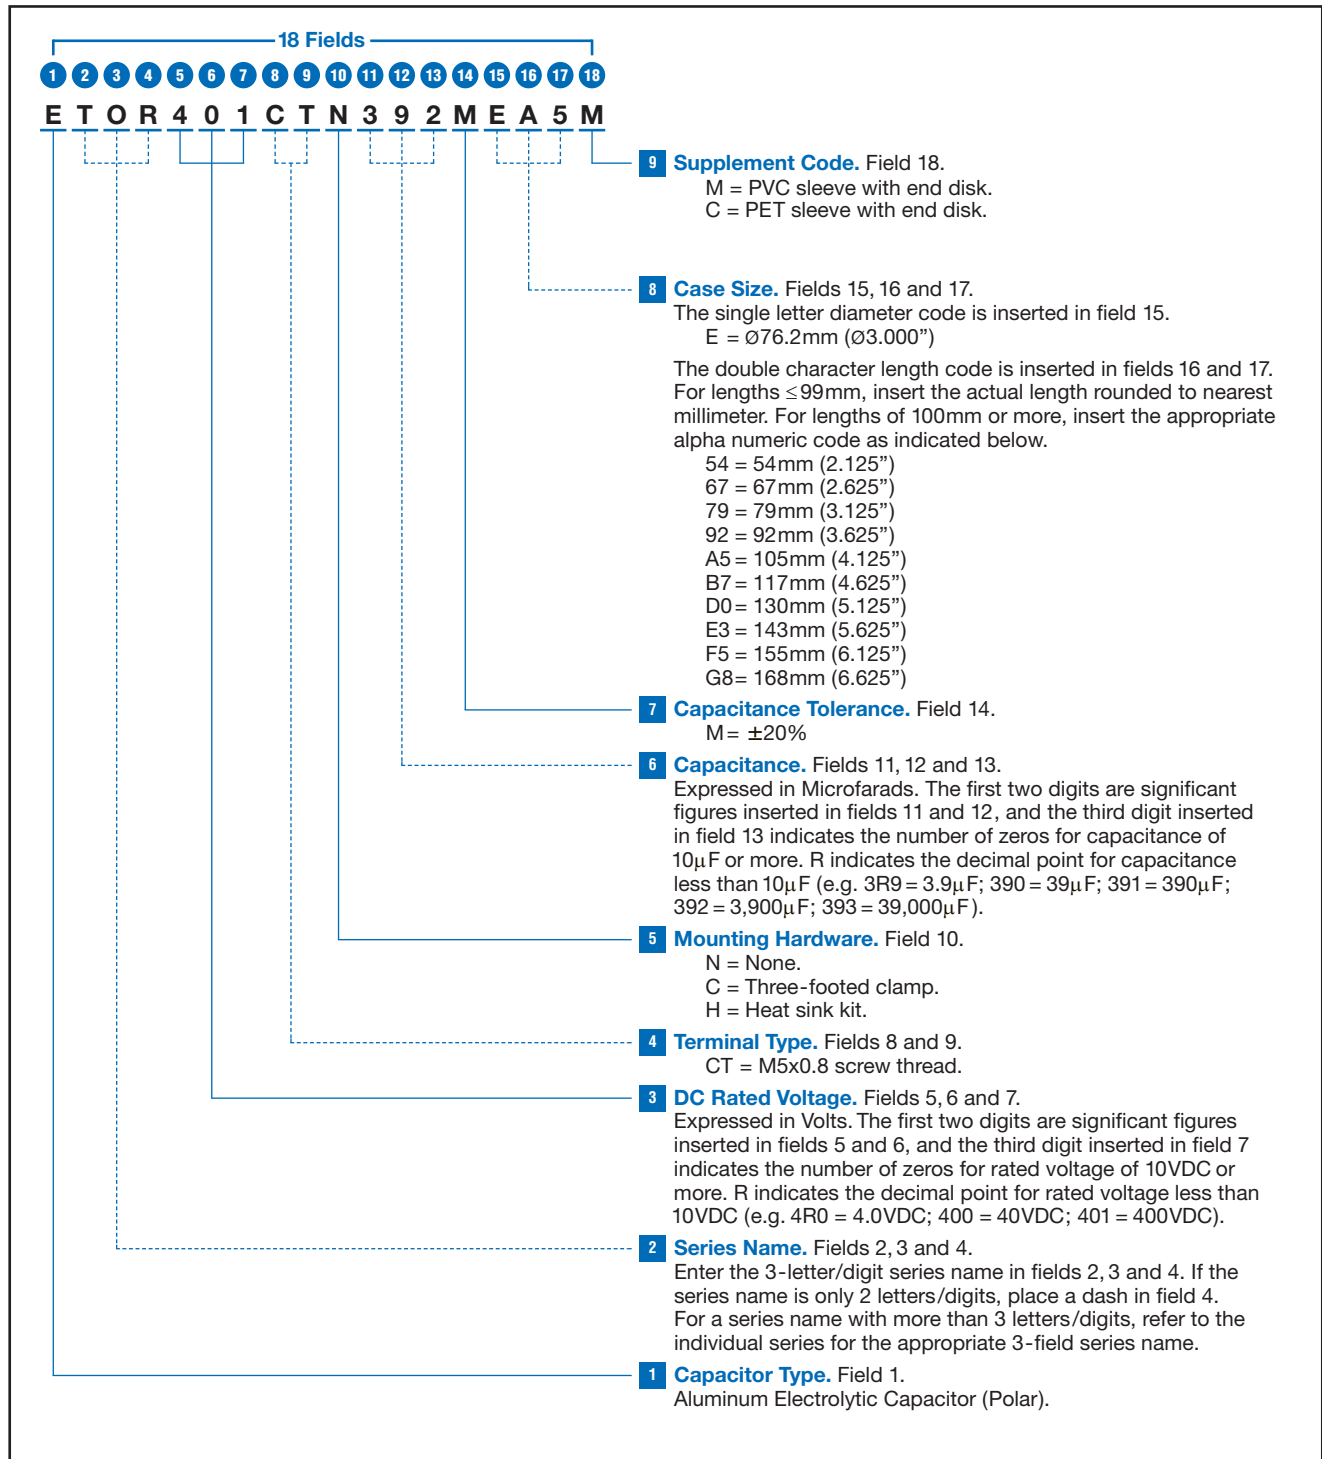 18 Fields
1 2 3 4 5 6 7 8 9 10 11 12 13 14 15 16 17 18
E T O R 4 0 1 C T N 3 9 2 M E A 5 M
9 Supplement Code. Field 18.
M = PVC sleeve with end disk.
C = PET sleeve with end disk.
8 Case Size. Fields 15, 16 and 17.
The single letter diameter code is inserted in field 15.
E = Ø76.2mm (Ø3.000”)
The double character length code is inserted in fields 16 and 17.
For lengths ≤99mm, insert the actual length rounded to nearest
millimeter. For lengths of 100mm or more, insert the appropriate
alpha numeric code as indicated below.
54 = 54mm (2.125”)
67 = 67mm (2.625”)
79 = 79mm (3.125”)
92 = 92mm (3.625”)
A5 = 105mm (4.125”)
B7 = 117mm (4.625”)
D0 = 130mm (5.125”)
E3 = 143mm (5.625”)
F5 = 155mm (6.125”)
G8 = 168mm (6.625”)
7 Capacitance Tolerance. Field 14.
M = ±20%
6 Capacitance. Fields 11, 12 and 13.
Expressed in Microfarads. The first two digits are significant
figures inserted in fields 11 and 12, and the third digit inserted
in field 13 indicates the number of zeros for capacitance of
10µF or more. R indicates the decimal point for capacitance
less than 10µF (e.g. 3R9 = 3.9µF; 390 = 39µF; 391 = 390µF;
392 = 3,900µF; 393 = 39,000µF).
5 Mounting Hardware. Field 10.
N = None.
C = Three-footed clamp.
H = Heat sink kit.
4 Terminal Type. Fields 8 and 9.
CT = M5x0.8 screw thread.
3 DC Rated Voltage. Fields 5, 6 and 7.
Expressed in Volts. The first two digits are significant figures
inserted in fields 5 and 6, and the third digit inserted in field 7
indicates the number of zeros for rated voltage of 10VDC or
more. R indicates the decimal point for rated voltage less than
10VDC (e.g. 4R0 = 4.0VDC; 400 = 40VDC; 401 = 400VDC).
2 Series Name. Fields 2, 3 and 4.
Enter the 3-letter/digit series name in fields 2, 3 and 4. If the
series name is only 2 letters/digits, place a dash in field 4.
For a series name with more than 3 letters/digits, refer to the
individual series for the appropriate 3-field series name.
1 Capacitor Type. Field 1.
Aluminum Electrolytic Capacitor (Polar).